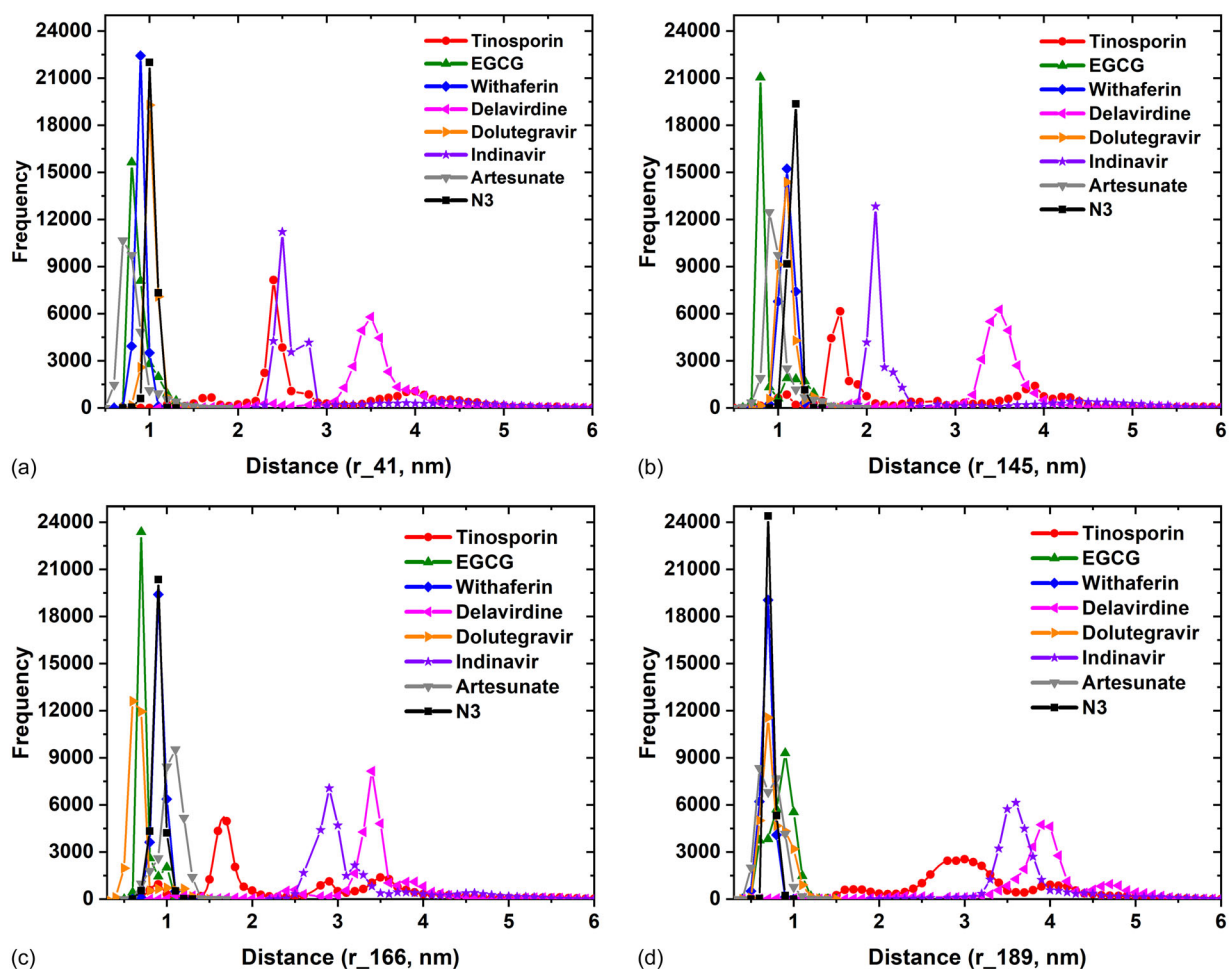 24000
21000
18000
15000
12000
9000
6000
3000
0
Frequency
Tinosporin
EGCG
Withaferin
Delavirdine
Dolutegravir
Indinavir
Artesunate
N3
1 2 3 4 5 6
Distance (r_41, nm)
(a)
24000
21000
18000
15000
12000
9000
6000
3000
0
Frequency
Tinosporin
EGCG
Withaferin
Delavirdine
Dolutegravir
Indinavir
Artesunate
N3
1 2 3 4 5 6
Distance (r_145, nm)
(b)
24000
21000
18000
15000
12000
9000
6000
3000
0
Frequency
Tinosporin
EGCG
Withaferin
Delavirdine
Dolutegravir
Indinavir
Artesunate
N3
1 2 3 4 5 6
Distance (r_166, nm)
(c)
24000
21000
18000
15000
12000
9000
6000
3000
0
Frequency
Tinosporin
EGCG
Withaferin
Delavirdine
Dolutegravir
Indinavir
Artesunate
N3
1 2 3 4 5 6
Distance (r_189, nm)
(d)